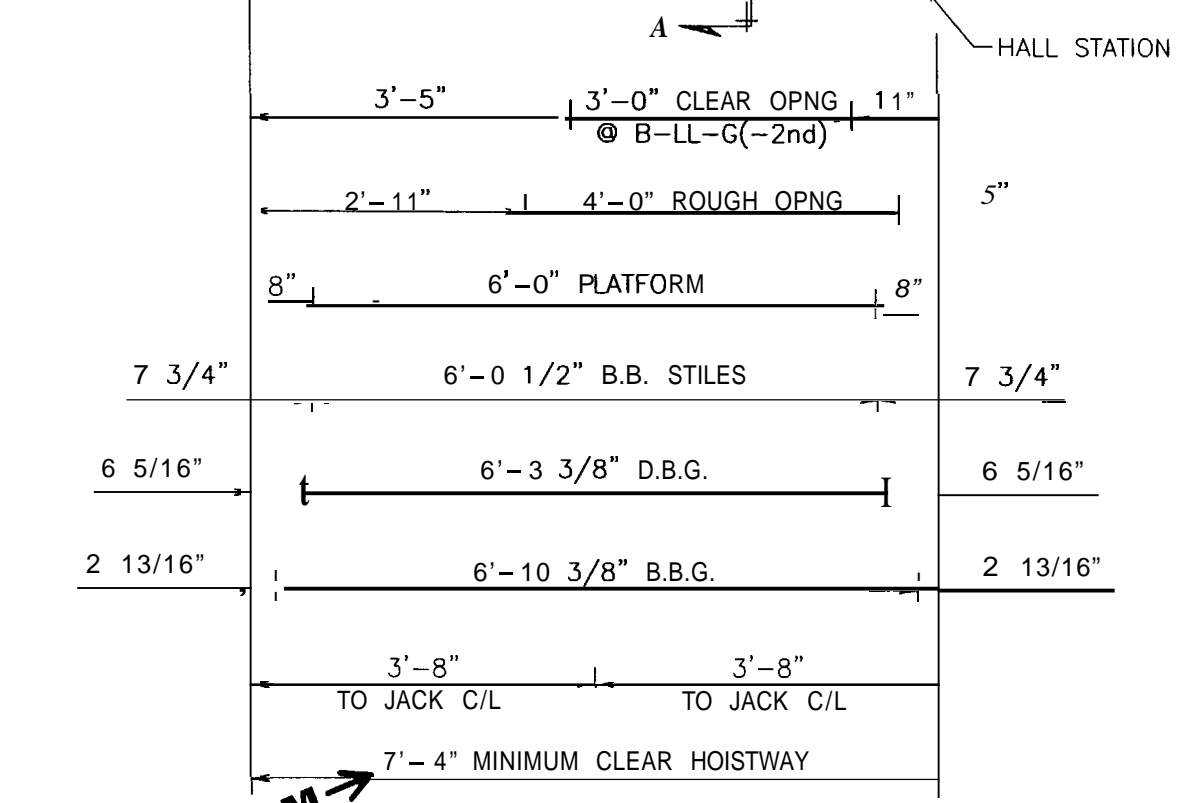 A
HALL STATION
3'-5" 3'-0" CLEAR OPNG 11"
@ B-LL-G(-2nd)
2'-11" 4'-0" ROUGH OPNG 5"
8" 6'-0" PLATFORM 8"
7 3/4" 6'-0 1/2" B.B. STILES 7 3/4"
6 5/16" 6'-3 3/8" D.B.G. 6 5/16"
2 13/16" 6'-10 3/8" B.B.G. 2 13/16"
3'-8" 3'-8"
TO JACK C/L TO JACK C/L
7'-4" MINIMUM CLEAR HOISTWAY